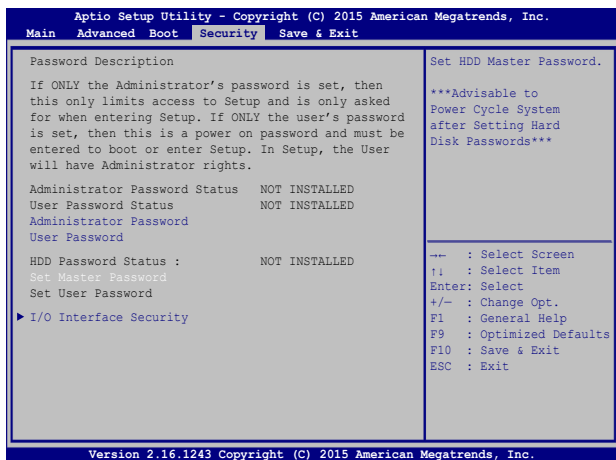 Aptio Setup Utility - Copyright (C) 2015 American Megatrends, Inc.
Main Advanced Boot Security Save & Exit
Password Description
If ONLY the Administrator's password is set, then
this only limits access to Setup and is only asked
for when entering Setup. If ONLY the user's password
is set, then this is a power on password and must be
entered to boot or enter Setup. In Setup, the User
will have Administrator rights.
Administrator Password Status NOT INSTALLED
User Password Status NOT INSTALLED
Administrator Password
User Password
HDD Password Status : NOT INSTALLED
Set Master Password
Set User Password
I/O Interface Security
Set HDD Master Password.
***Advisable to
Power Cycle System
after Setting Hard
Disk Passwords***
→← : Select Screen
↑↓ : Select Item
Enter: Select
+/— : Change Opt.
F1 : General Help
F9 : Optimized Defaults
F10 : Save & Exit
ESC : Exit
Version 2.16.1243 Copyright (C) 2015 American Megatrends, Inc.